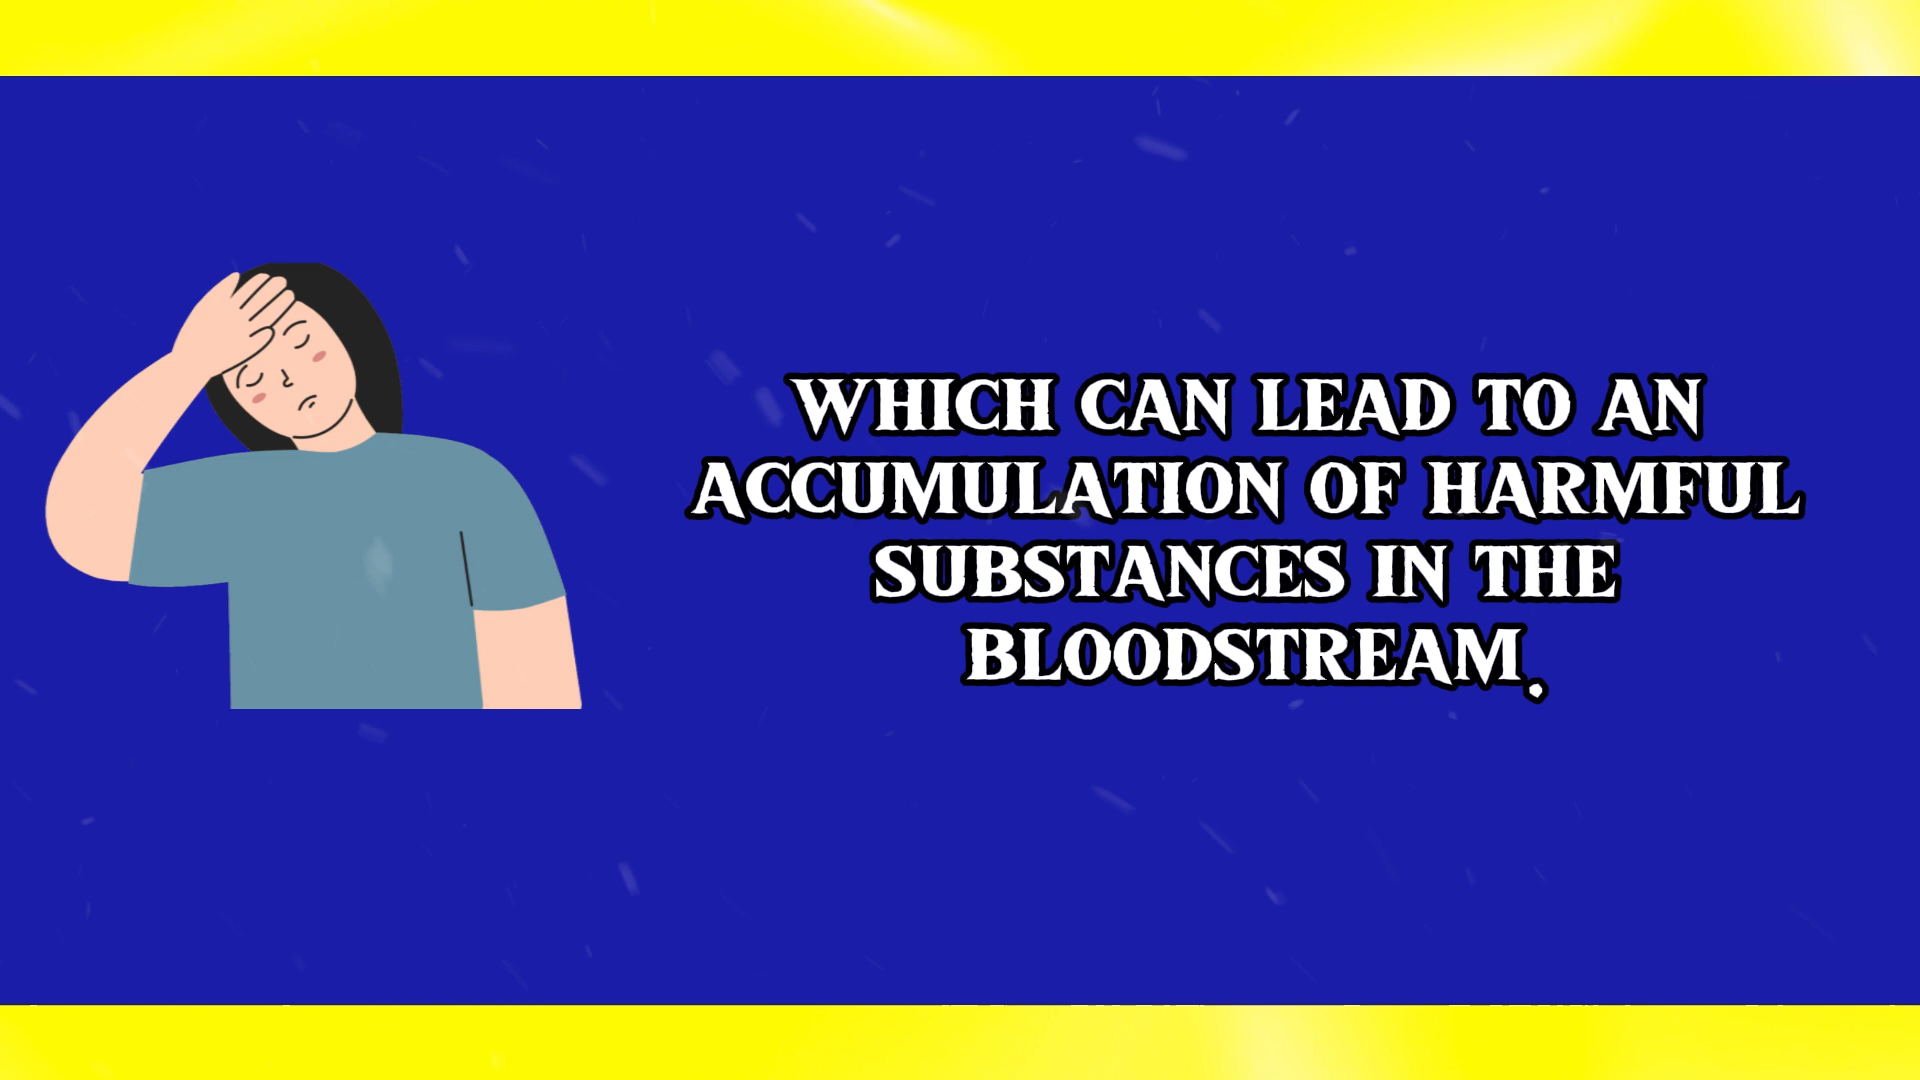 WHICH CAN LEAD TO AN
ACCUMULATION OF HARMFUL
SUBSTANCES IN THE
BLOODSTREAM.